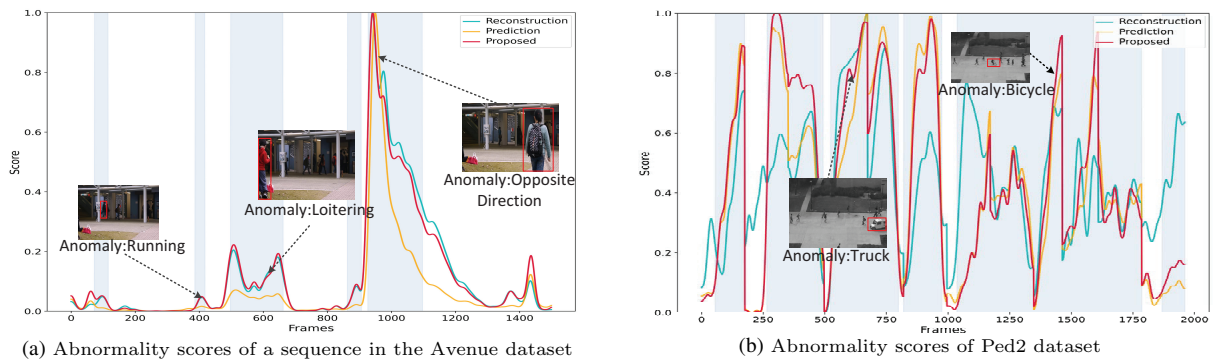 1.0
0.8
0.6
0.4
0.2
0.0
Score
Reconstruction
Prediction
Proposed
Anomaly:Running
Anomaly:Loitering
Anomaly:Opposite
Direction
0
200
400
600
800
1000
1200
1400
Frames
(a) Abnormality scores of a sequence in the Avenue dataset
1.0
0.8
0.6
0.4
0.2
0.0
Score
Reconstruction
Prediction
Proposed
Anomaly:Bicycle
Anomaly:Truck
0
250
500
750
1000
1250
1500
1750
2000
Frames
(b) Abnormality scores of Ped2 dataset